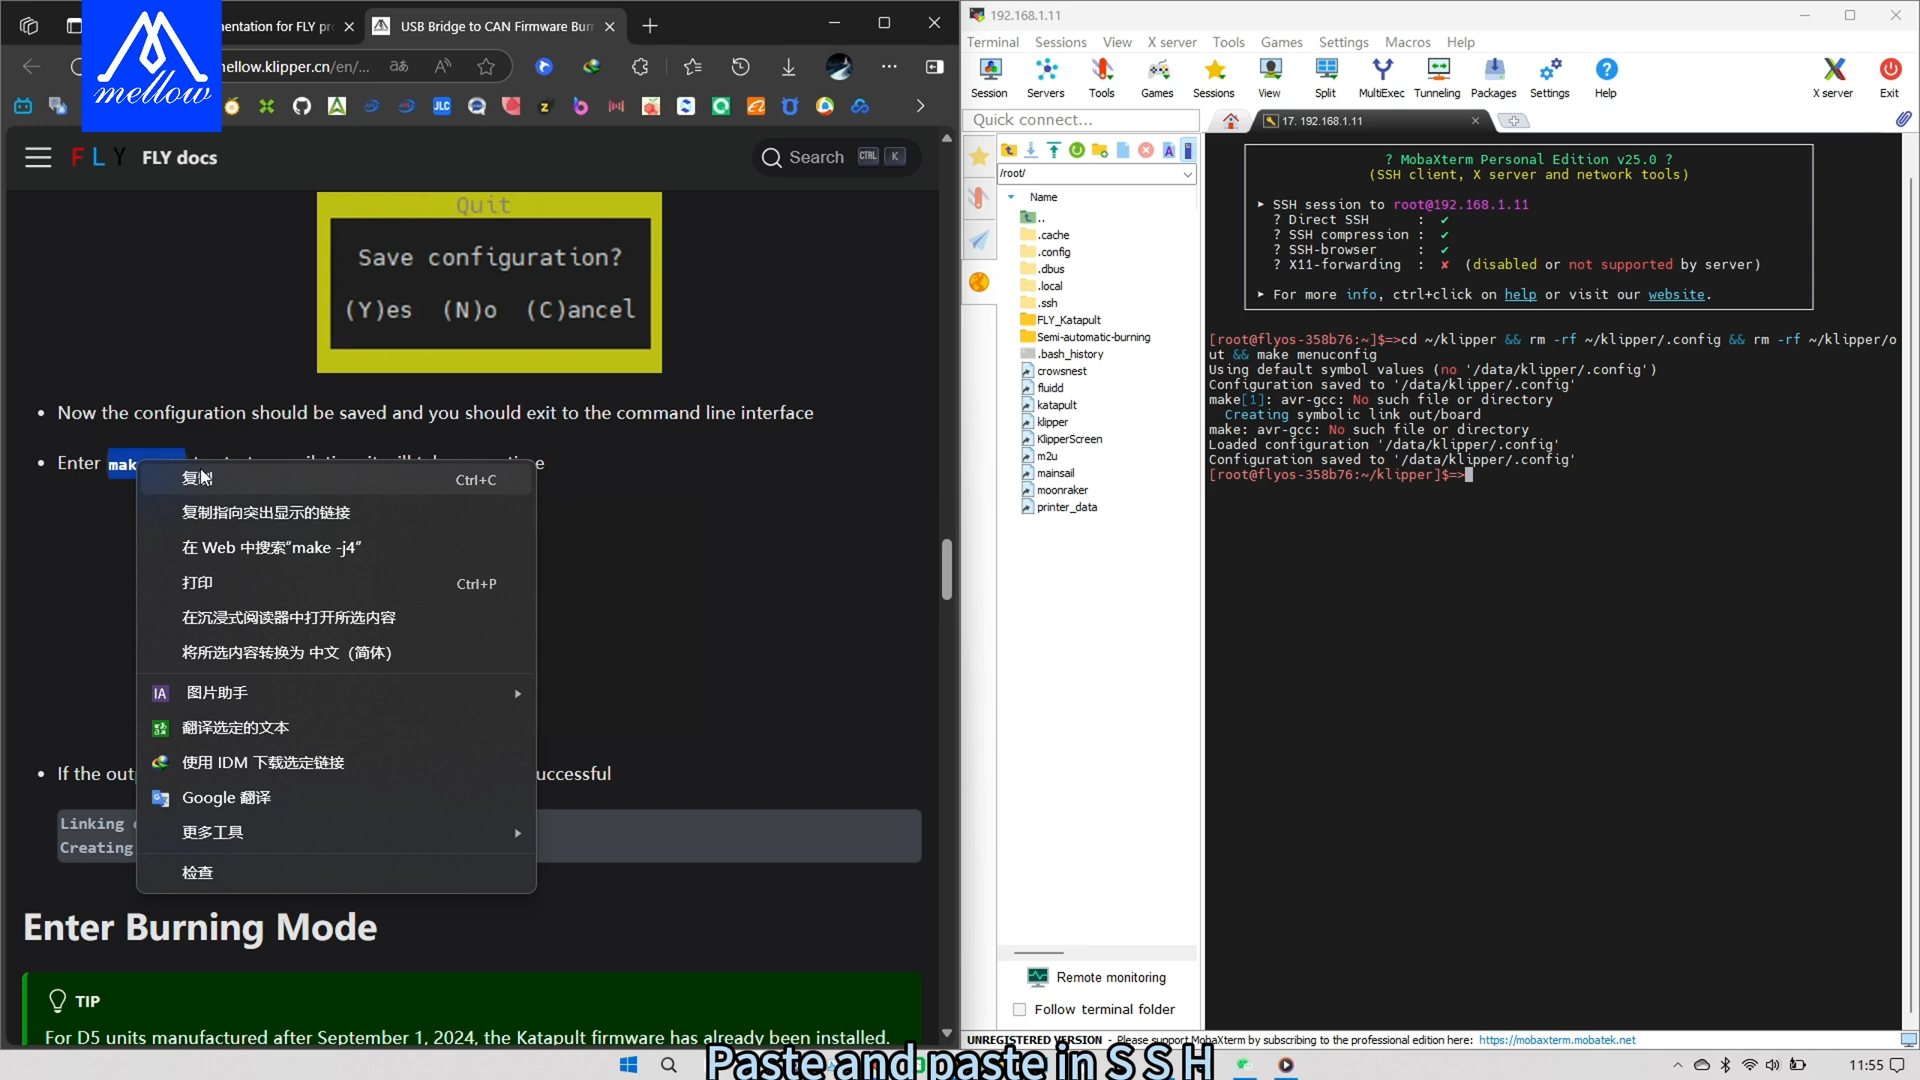 entation for FLY pr
USB Bridge to CAN Firmware Burn
192.168.1.11
mellow
ellow.klipper.cn/en/...
Terminal Sessions View X server Tools Games Settings Macros Help
Session Servers Tools Games Sessions View Split MultiExec Tunneling Packages Settings Help X server Exit
Quick connect...
17. 192.168.1.11
FLY FLY docs
Search CTRL K
/root/
Name
..
.cache
.config
.dbus
.local
.ssh
FLY_Katapult
Semi-automatic-burning
.bash_history
crowsnest
fluidd
katapult
klipper
KlipperScreen
m2u
mainsail
moonraker
printer_data
Remote monitoring
Follow terminal folder
Quit
Save configuration?
(Y)es (N)o (C)ancel
Now the configuration should be saved and you should exit to the command line interface
Enter mak
复制 Ctrl+C
复制指向突出显示的链接
在 Web 中搜索"make -j4"
打印 Ctrl+P
在沉浸式阅读器中打开所选内容
将所选内容转换为 中文 (简体)
IA 图片助手
翻译选定的文本
使用 IDM 下载选定链接
Google 翻译
更多工具
检查
If the out
uccessful
Linking
Creating
Enter Burning Mode
TIP
For D5 units manufactured after September 1, 2024, the Katapult firmware has already been installed.
? MobaXterm Personal Edition v25.0 ?
(SSH client, X server and network tools)
SSH session to root@192.168.1.11
? Direct SSH : ✔
? SSH compression : ✔
? SSH-browser : ✔
? X11-forwarding : ✘ (disabled or not supported by server)
For more info, ctrl+click on help or visit our website.
[root@flyos-358b76:~]$=>cd ~/klipper && rm -rf ~/klipper/.config && rm -rf ~/klipper/o
ut && make menuconfig
Using default symbol values (no '/data/klipper/.config')
Configuration saved to '/data/klipper/.config'
make[1]: avr-gcc: No such file or directory
Creating symbolic link out/board
make: avr-gcc: No such file or directory
Loaded configuration '/data/klipper/.config'
Configuration saved to '/data/klipper/.config'
[root@flyos-358b76:~/klipper]$=>
UNREGISTERED VERSION - Please support MobaXterm by subscribing to the professional edition here: https://mobaxterm.mobatek.net
Paste and paste in S S H
11:55